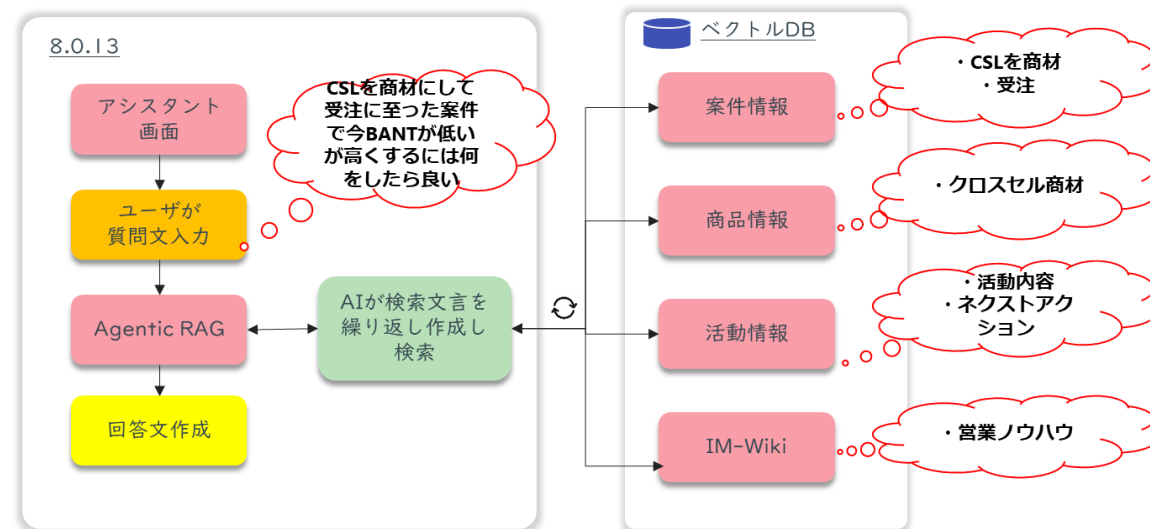 8.0.13
アシスタント
画面
ユーザが
質問文入力
Agentic RAG
回答文作成
CSLを商材にして
受注に至った案件
で今BANTが低い
が高くするには何
をしたら良い
AIが検索文言を
繰り返し作成し
検索
ベクトルDB
案件情報
商品情報
活動情報
IM-Wiki
・CSLを商材
・受注
・クロスセル商材
・活動内容
・ネクストアク
ション
・営業ノウハウ